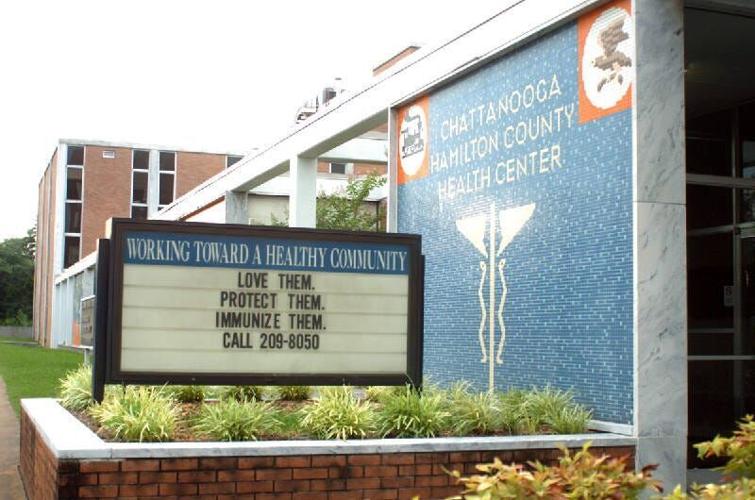 CHATTANOOGA
HAMILTON COUNTY
HEALTH CENTER
WORKING TOWARD A HEALTHY COMMUNITY
LOVE THEM.
PROTECT THEM.
IMMUNIZE THEM.
CALL 209-8050